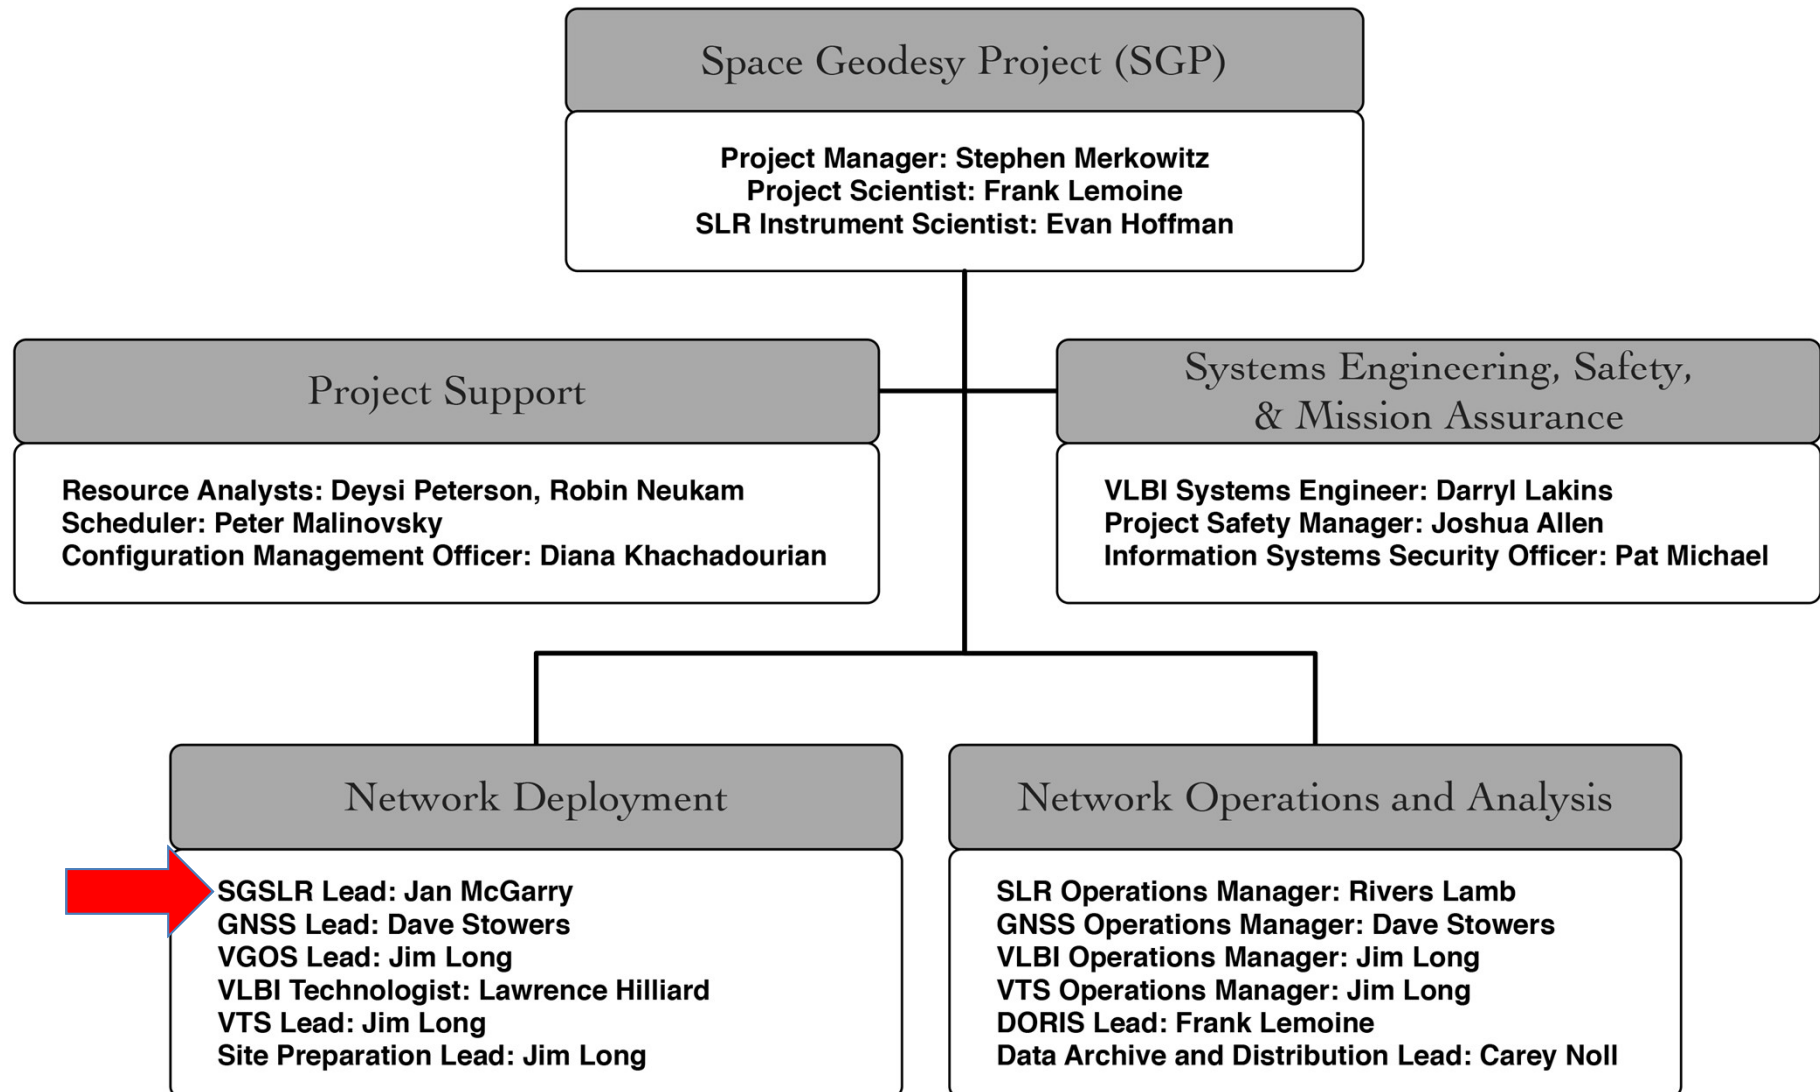 Space Geodesy Project (SGP)
Project Manager: Stephen Merkowitz
Project Scientist: Frank Lemoine
SLR Instrument Scientist: Evan Hoffman
Project Support
Resource Analysts: Deysi Peterson, Robin Neukam
Scheduler: Peter Malinovsky
Configuration Management Officer: Diana Khachadourian
Systems Engineering, Safety,
& Mission Assurance
VLBI Systems Engineer: Darryl Lakins
Project Safety Manager: Joshua Allen
Information Systems Security Officer: Pat Michael
Network Deployment
SGSLR Lead: Jan McGarry
GNSS Lead: Dave Stowers
VGOS Lead: Jim Long
VLBI Technologist: Lawrence Hilliard
VTS Lead: Jim Long
Site Preparation Lead: Jim Long
Network Operations and Analysis
SLR Operations Manager: Rivers Lamb
GNSS Operations Manager: Dave Stowers
VLBI Operations Manager: Jim Long
VTS Operations Manager: Jim Long
DORIS Lead: Frank Lemoine
Data Archive and Distribution Lead: Carey Noll